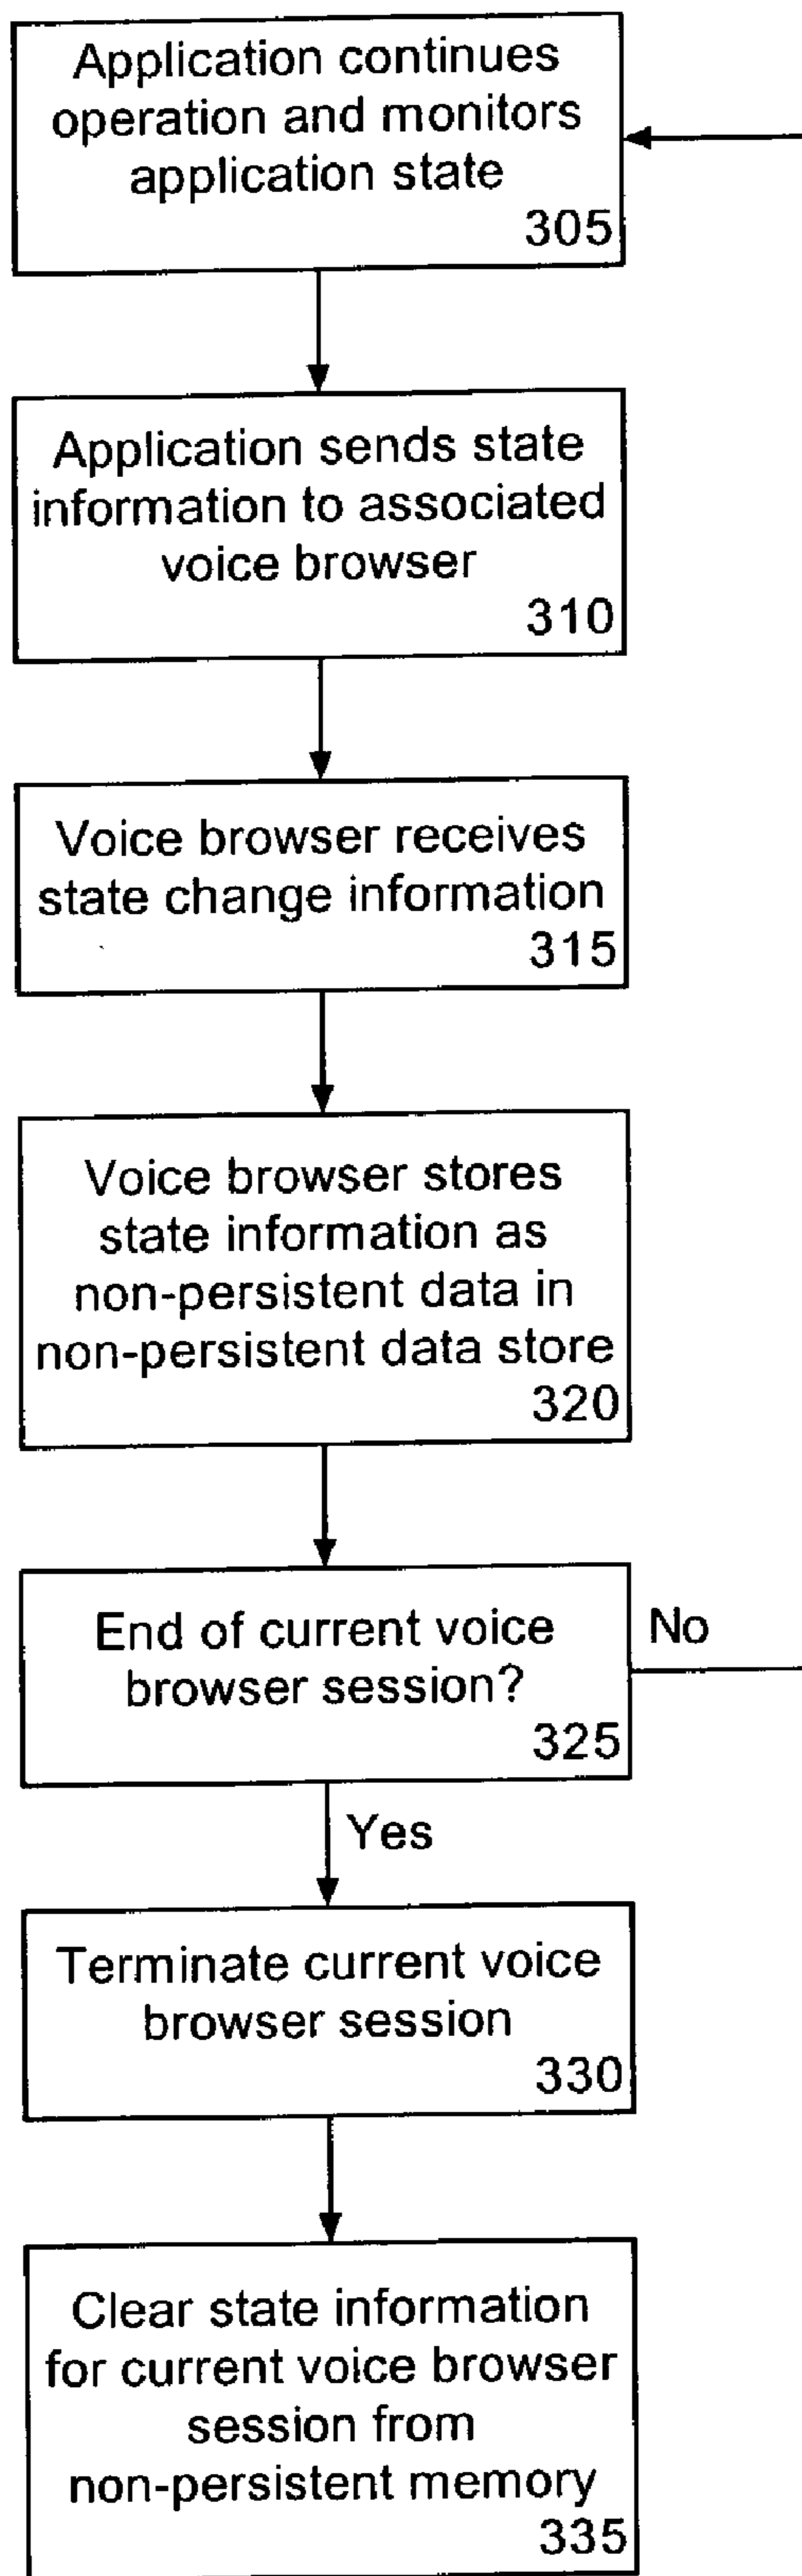 Application continues
operation and monitors
application state
305
Application sends state
information to associated
voice browser
310
Voice browser receives
state change information
315
Voice browser stores
state information as
non-persistent data in
non-persistent data store
320
End of current voice
browser session?
325
No
Yes
Terminate current voice
browser session
330
Clear state information
for current voice browser
session from
non-persistent memory
335